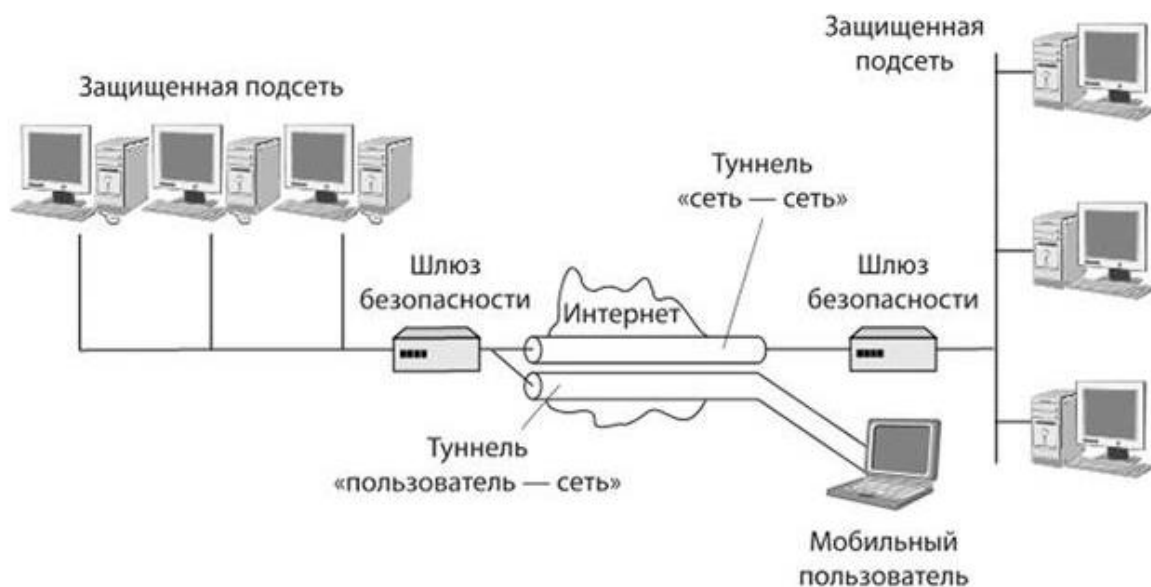 Защищенная
подсеть
Защищенная подсеть
Туннель
«сеть — сеть»
Шлюз
безопасности
Интернет
Шлюз
безопасности
Туннель
«пользователь — сеть»
Мобильный
пользователь